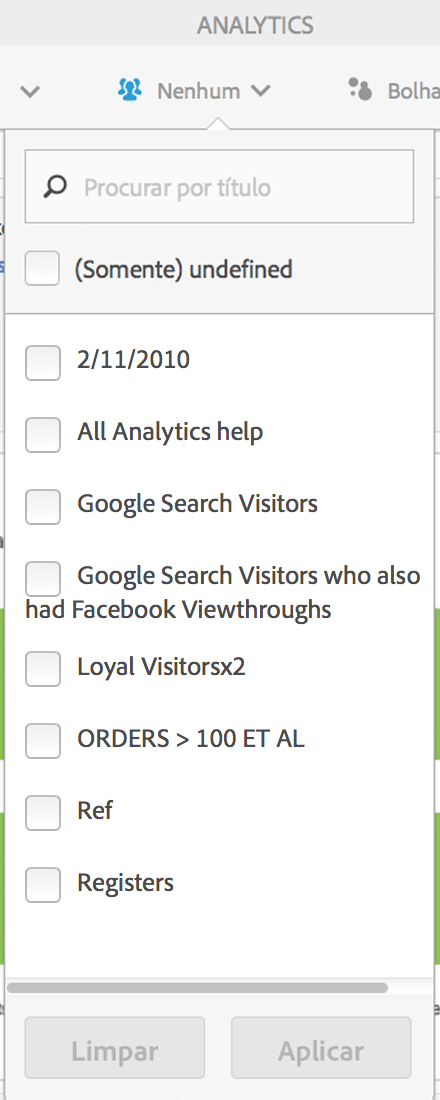 ANALYTICS
Nenhum
Bolha
Procurar por título
(Somente) undefined
2/11/2010
All Analytics help
Google Search Visitors
Google Search Visitors who also
had Facebook Viewthroughs
Loyal Visitorsx2
ORDERS > 100 ET AL
Ref
Registers
Limpar
Aplicar